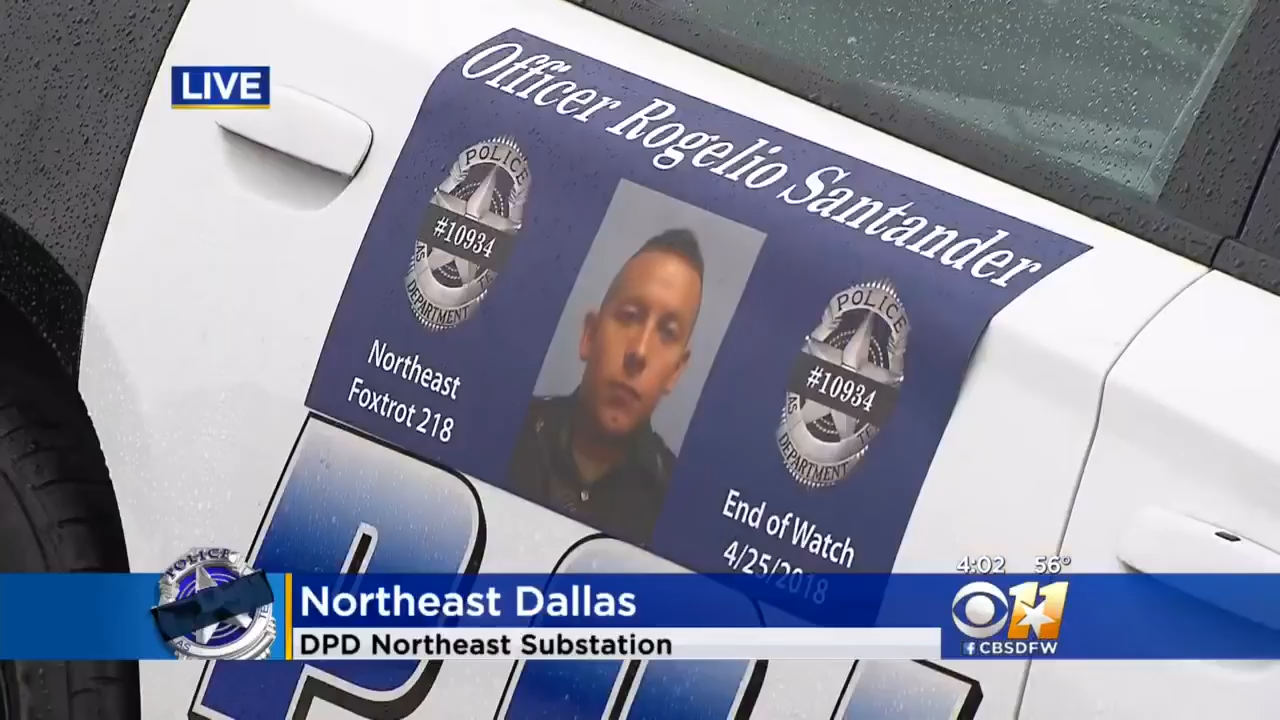 LIVE
Officer Rogelio Santander
POLICE
#10934
DEPARTMENT
Northeast
Foxtrot 218
POLICE
#10934
DEPARTMENT
End of Watch
4/25/2018
POLICE
Northeast Dallas
DPD Northeast Substation
4:02 56°
11
CBSDFW